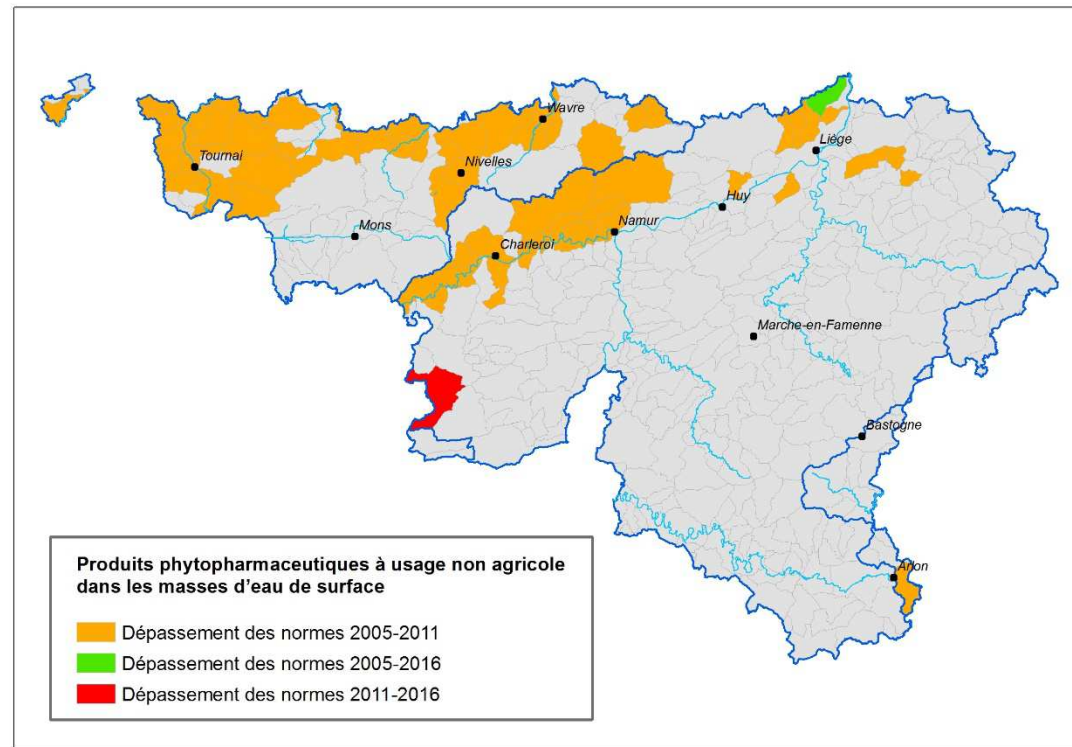 Wavre
Liège
Tournai
Nivelles
Huy
Namur
Mons
Charleroi
Marche-en-Famenne
Bastogne
Arlon
Produits phytopharmaceutiques à usage non agricole
dans les masses d'eau de surface
Dépassement des normes 2005-2011
Dépassement des normes 2005-2016
Dépassement des normes 2011-2016